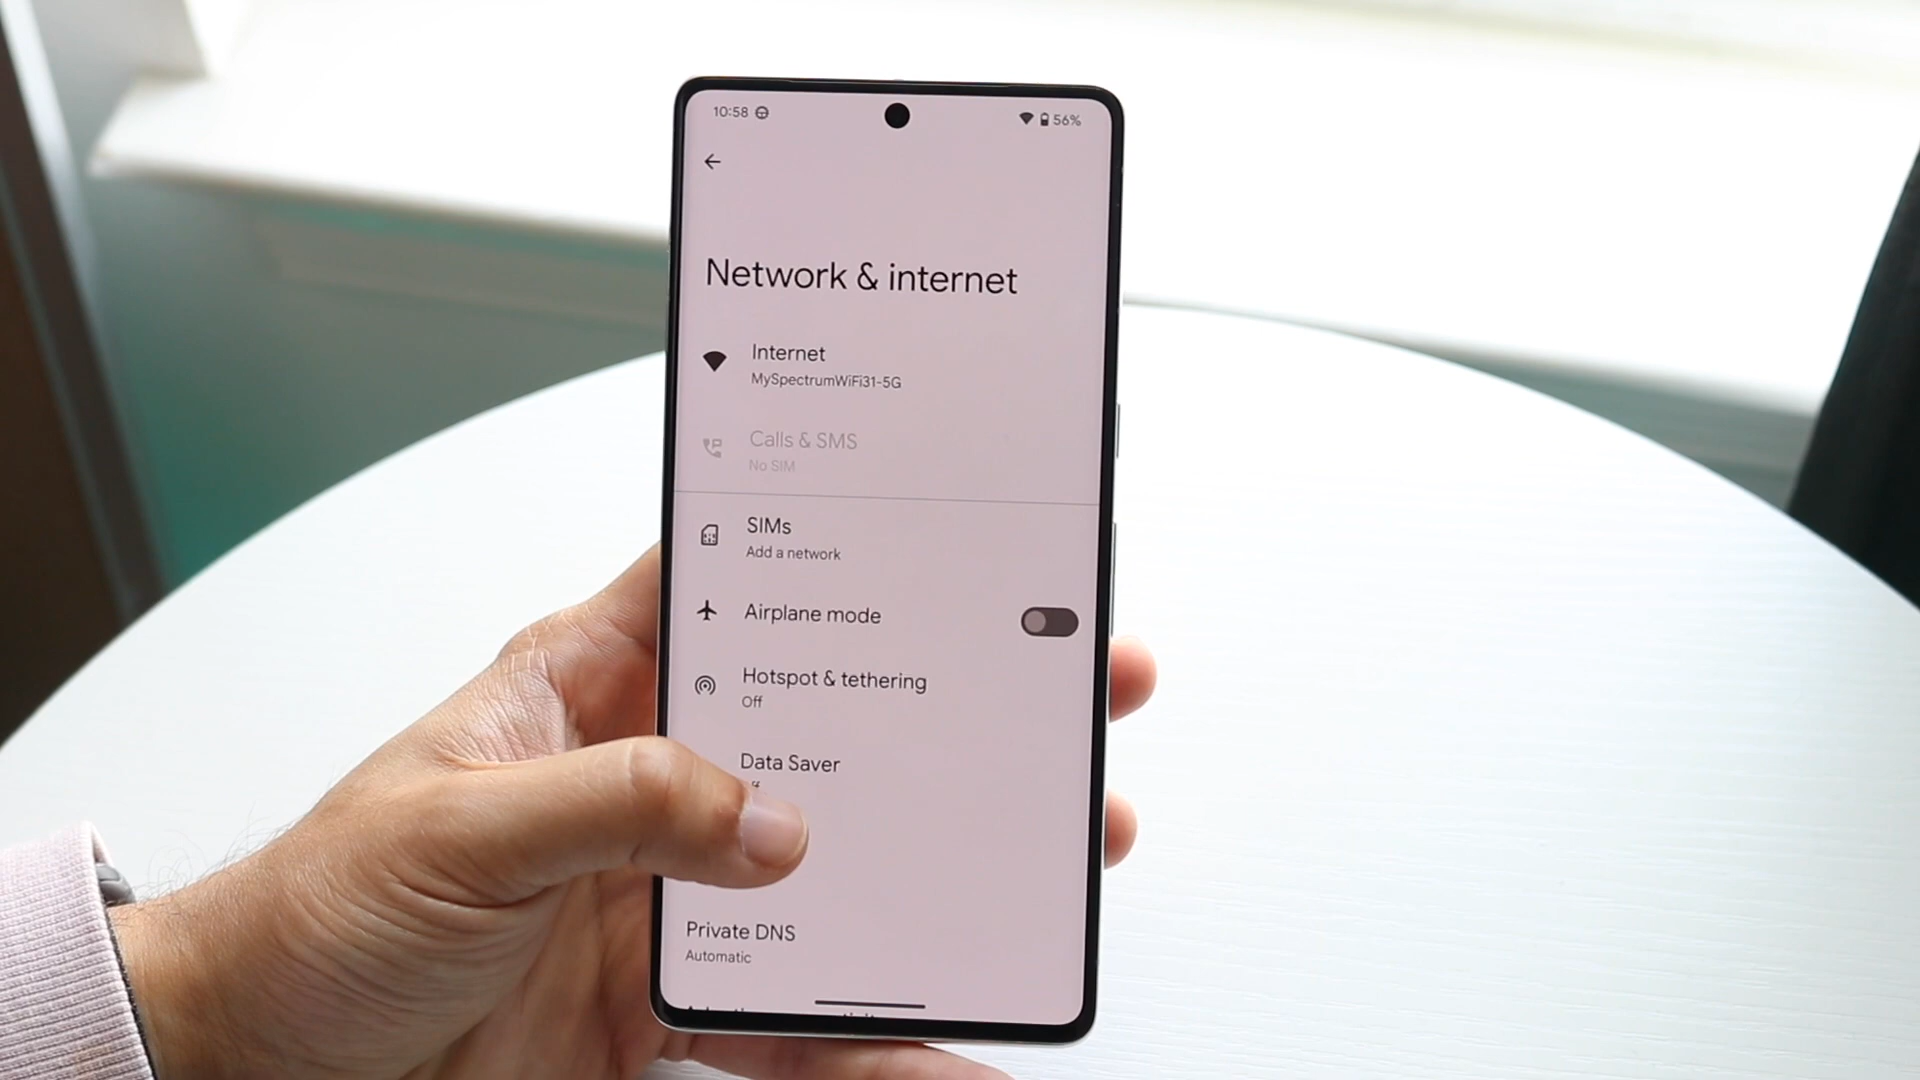 10:58 56%
Network & internet
Internet
MySpectrumWiFi31-5G
Calls & SMS
No SIM
SIMs
Add a network
Airplane mode
Hotspot & tethering
Off
Data Saver
Private DNS
Automatic